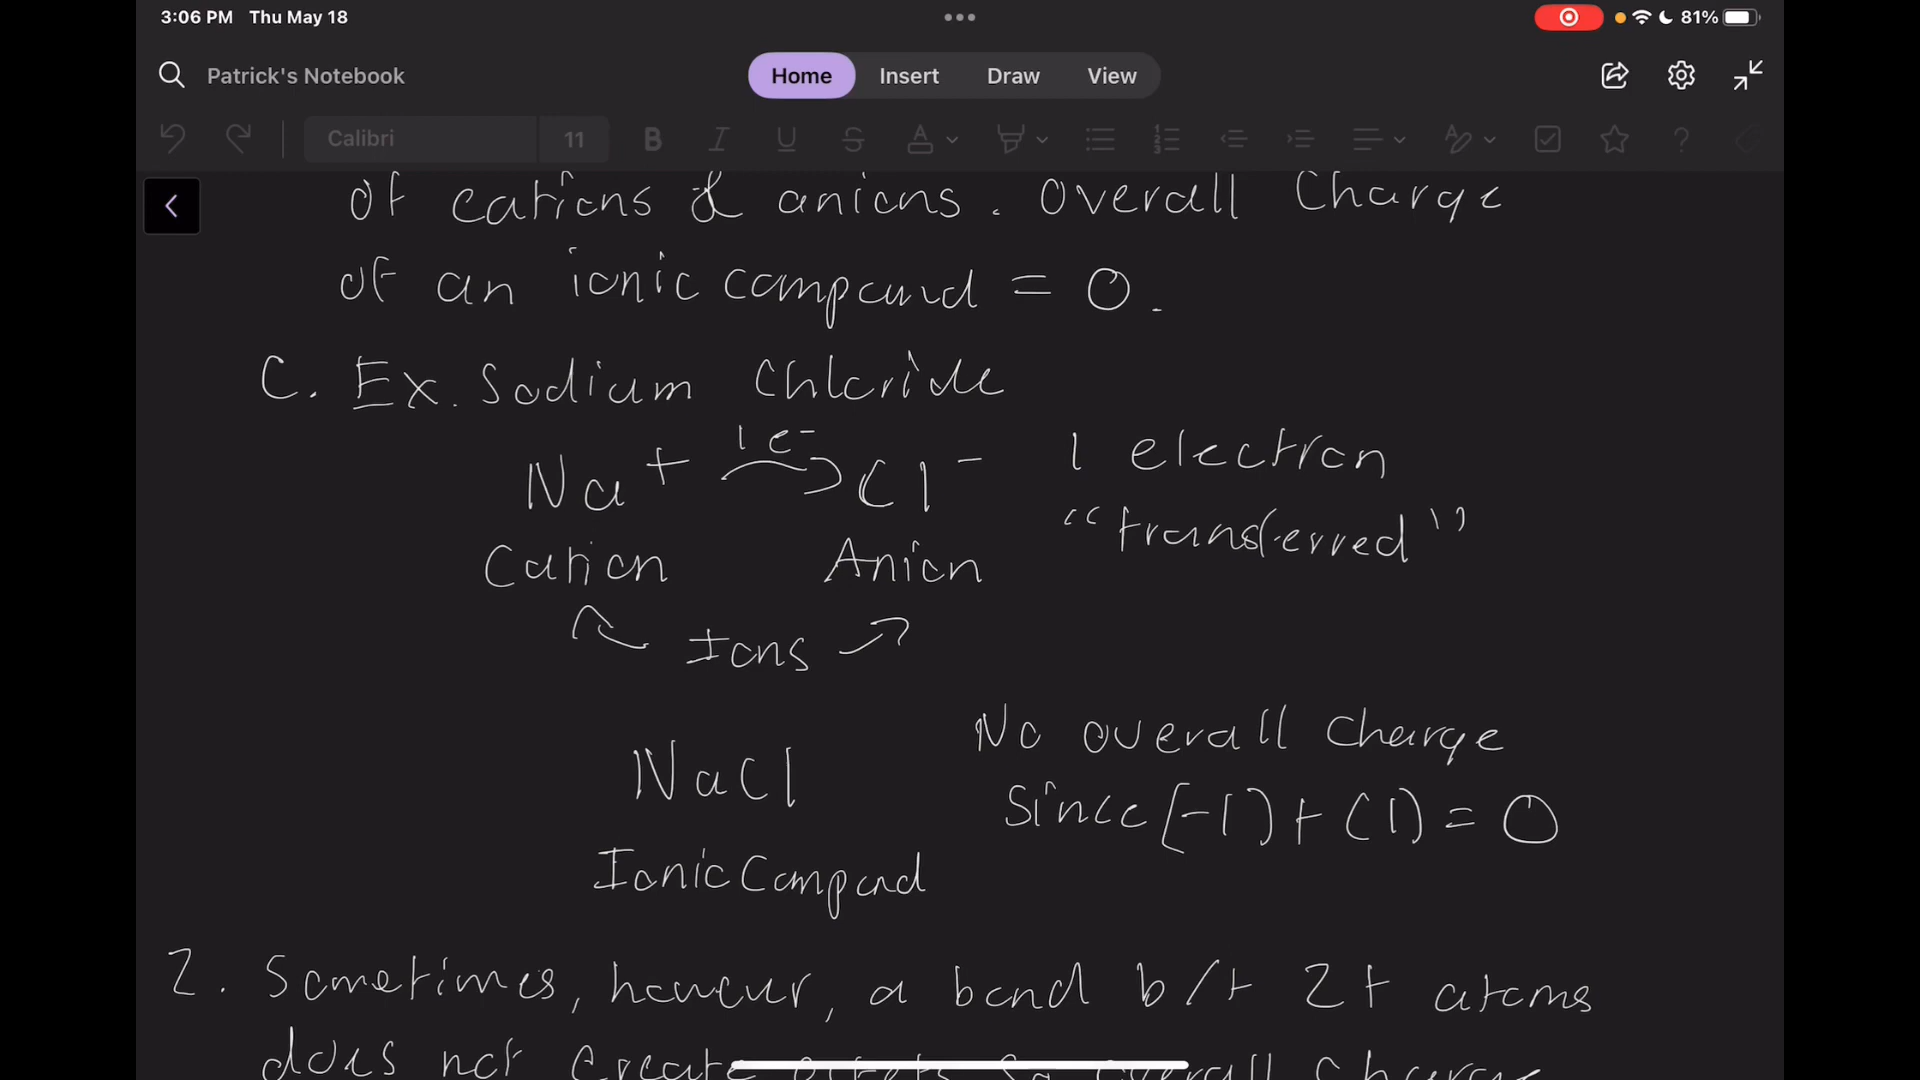 3:06 PM Thu May 18
81%
Patrick's Notebook
Home Insert Draw View
Calibri 11
of cations & anions. Overall Charge
of an ionic compound = 0.
C. Ex. Sodium Chloride
1 e-
Na + Cl - 1 electron
Cation Anion "transferred"
Ions
No overall charge
NaCl
Since (-1) + (1) = 0
Ionic Compound
2. Sometimes, however, a bond b/t 2+ atoms
does not create overall charge